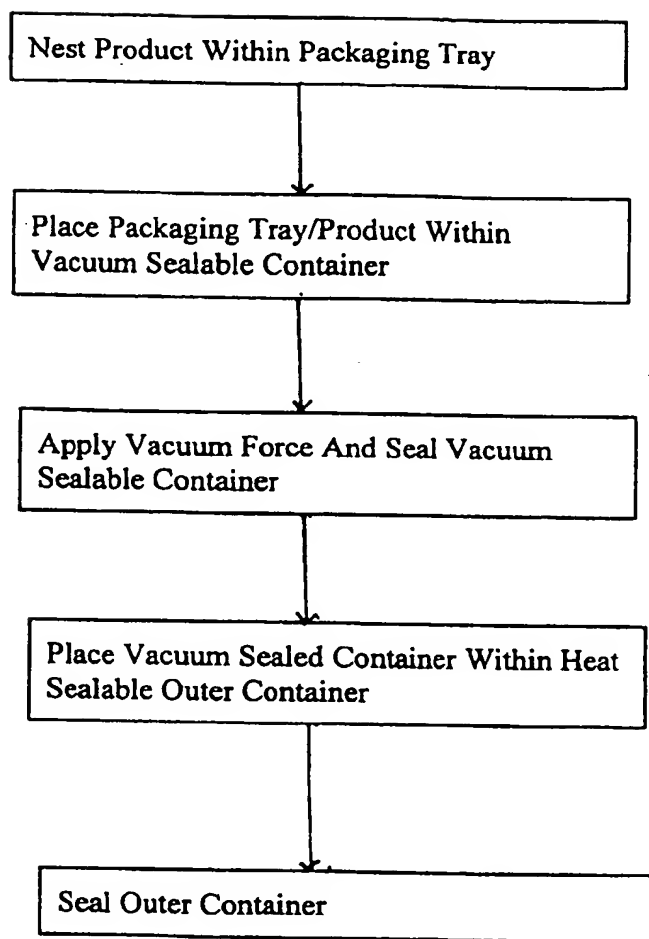 Nest Product Within Packaging Tray
Place Packaging Tray/Product Within
Vacuum Sealable Container
Apply Vacuum Force And Seal Vacuum
Sealable Container
Place Vacuum Sealed Container Within Heat
Sealable Outer Container
Seal Outer Container